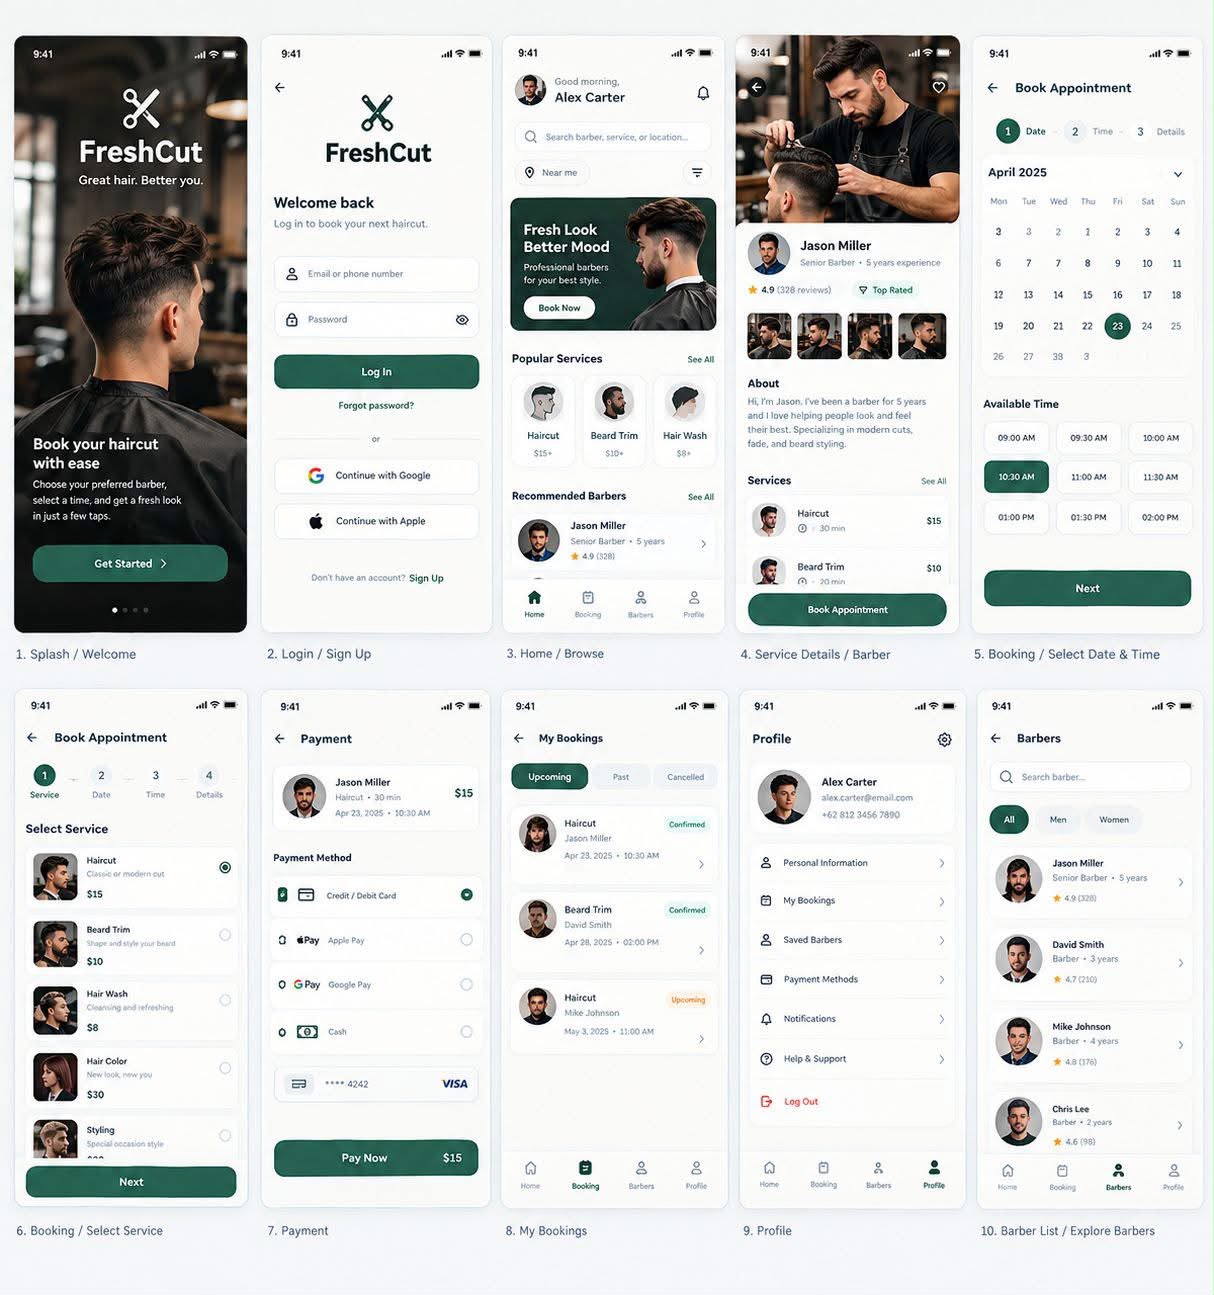 9:41
FreshCut
Great hair. Better you.
Book your haircut
with ease
Choose your preferred barber,
select a time, and get a fresh look
in just a few taps.
Get Started
1. Splash / Welcome
9:41
FreshCut
Welcome back
Log in to book your next haircut.
Email or phone number
Password
Log In
Forgot password?
or
Continue with Google
Continue with Apple
Don't have an account? Sign Up
2. Login / Sign Up
9:41
Good morning,
Alex Carter
Search barber, service, or location...
Near me
Fresh Look
Better Mood
Professional barbers
for your best style.
Book Now
Popular Services See All
Haircut Beard Trim Hair Wash
$15+ $10+ $8+
Recommended Barbers See All
Jason Miller
Senior Barber • 5 years
4.9 (328)
Home Booking Barbers Profile
3. Home / Browse
9:41
Jason Miller
Senior Barber • 5 years experience
4.9 (328 reviews) Top Rated
About
Hi, I'm Jason. I've been a barber for 5 years
and I love helping people look and feel
their best. Specializing in modern cuts,
fade, and beard styling.
Services See All
Haircut
30 min $15
Beard Trim
20 min $10
Book Appointment
4. Service Details / Barber
9:41
Book Appointment
1 Date 2 Time 3 Details
April 2025
Mon Tue Wed Thu Fri Sat Sun
3 3 2 1 2 3 4
6 7 7 8 9 10 11
12 13 14 15 16 17 18
19 20 21 22 23 24 25
26 27 38 3
Available Time
09:00 AM 09:30 AM 10:00 AM
10:30 AM 11:00 AM 11:30 AM
01:00 PM 01:30 PM 02:00 PM
Next
5. Booking / Select Date & Time
9:41
Book Appointment
1 2 3 4
Service Date Time Details
Select Service
Haircut
Classic or modern cut
$15
Beard Trim
Shape and style your beard
$10
Hair Wash
Cleansing and refreshing
$8
Hair Color
New look, new you
$30
Styling
Special occasion style
Next
6. Booking / Select Service
9:41
Payment
Jason Miller
Haircut • 30 min $15
Apr 23, 2025 • 10:30 AM
Payment Method
Credit / Debit Card
Pay Apple Pay
G Pay Google Pay
Cash
**** 4242 VISA
Pay Now $15
7. Payment
9:41
My Bookings
Upcoming Past Cancelled
Haircut Confirmed
Jason Miller
Apr 23, 2025 • 10:30 AM
Beard Trim Confirmed
David Smith
Apr 28, 2025 • 02:00 PM
Haircut Upcoming
Mike Johnson
May 3, 2025 • 11:00 AM
Home Booking Barbers Profile
8. My Bookings
9:41
Profile
Alex Carter
alex.carter@email.com
+62 812 3456 7890
Personal Information
My Bookings
Saved Barbers
Payment Methods
Notifications
Help & Support
Log Out
Home Booking Barbers Profile
9. Profile
9:41
Barbers
Search barber...
All Men Women
Jason Miller
Senior Barber • 5 years
4.9 (328)
David Smith
Barber • 3 years
4.7 (210)
Mike Johnson
Barber • 4 years
4.8 (176)
Chris Lee
Barber • 2 years
4.6 (98)
Home Booking Barbers Profile
10. Barber List / Explore Barbers